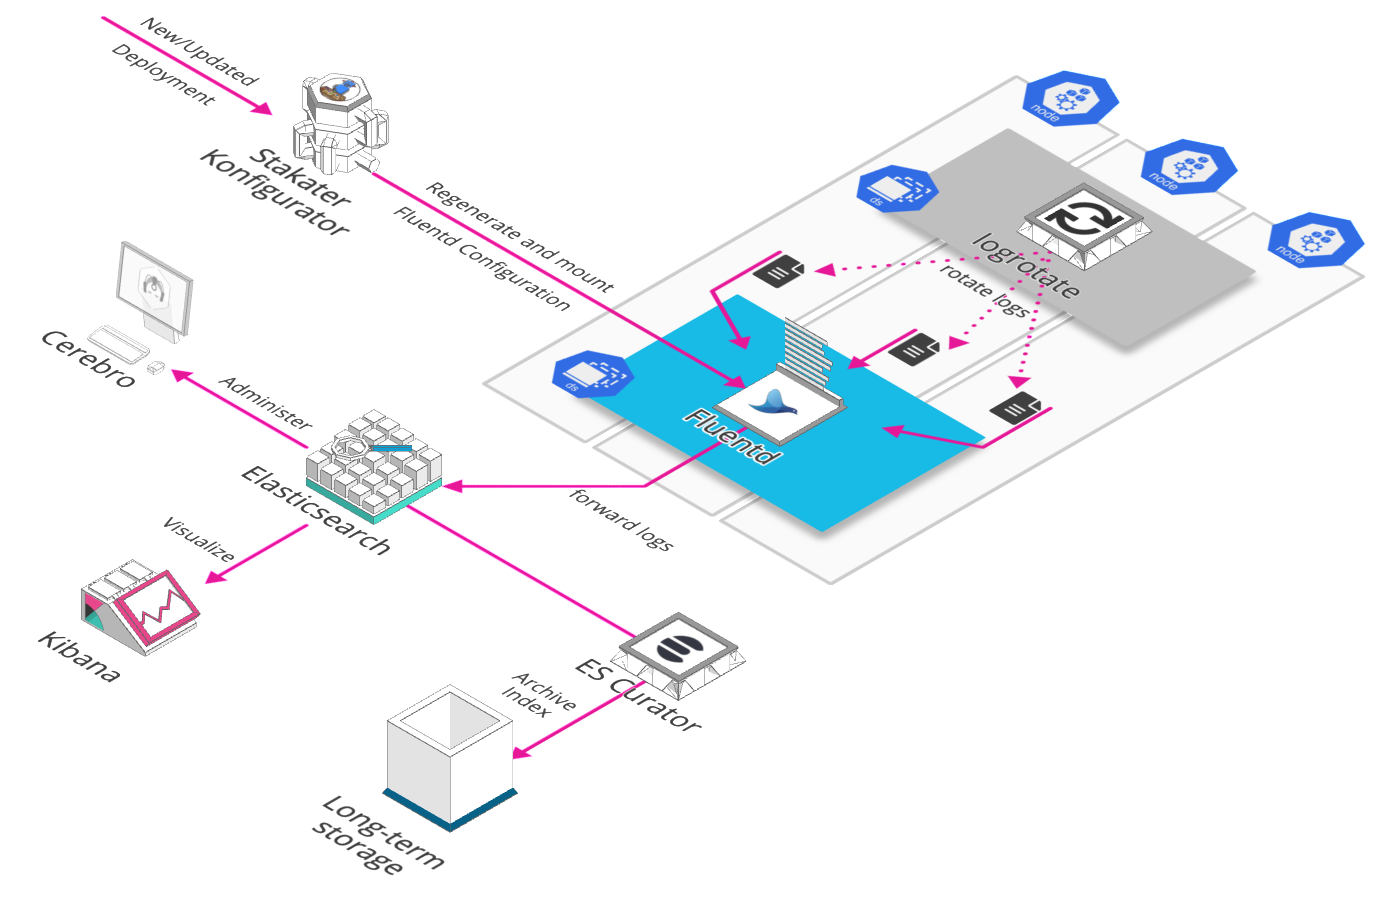 New/Updated
Deployment
Stakater
Konfigurator
Regenerate and mount
Fluentd Configuration
node
node
node
ds
logrotate
rotate logs
ds
Fluentd
forward logs
Cerebro
Administer
Elasticsearch
Visualize
Kibana
ES Curator
Archive
Index
Long-term
storage